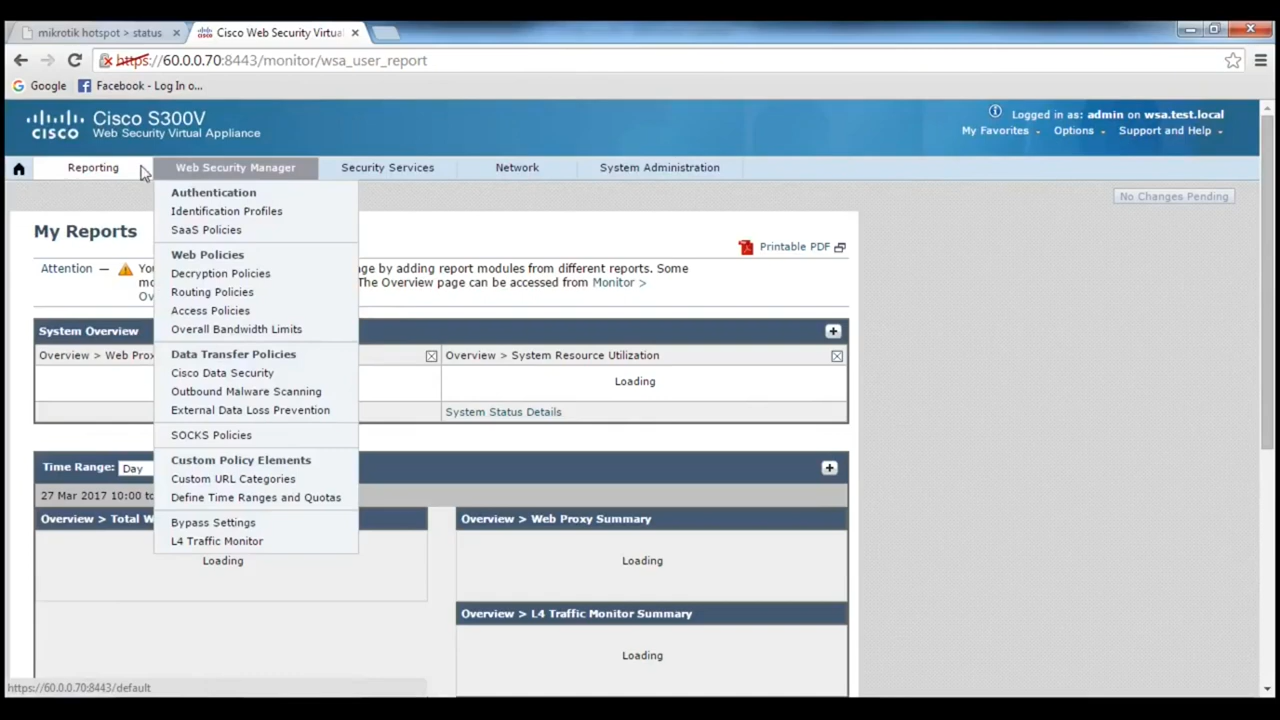 mikrotik hotspot > status
Cisco Web Security Virtua
https://60.0.0.70:8443/monitor/wsa_user_report
Google
Facebook - Log In o...
CISCO
Cisco S300V
Web Security Virtual Appliance
Logged in as: admin on wsa.test.local
My Favorites
Options
Support and Help
Reporting
Web Security Manager
Security Services
Network
System Administration
No Changes Pending
Authentication
Identification Profiles
SaaS Policies
Web Policies
Decryption Policies
Routing Policies
Access Policies
Overall Bandwidth Limits
Data Transfer Policies
Cisco Data Security
Outbound Malware Scanning
External Data Loss Prevention
SOCKS Policies
Custom Policy Elements
Custom URL Categories
Define Time Ranges and Quotas
Bypass Settings
L4 Traffic Monitor
My Reports
Printable PDF
Attention —
ge by adding report modules from different reports. Some
The Overview page can be accessed from Monitor >
System Overview
Overview > Web Prox
Overview > System Resource Utilization
Loading
System Status Details
Time Range: Day
27 Mar 2017 10:00 to
Overview > Total W
Loading
Overview > Web Proxy Summary
Loading
Overview > L4 Traffic Monitor Summary
Loading
https://60.0.0.70:8443/default